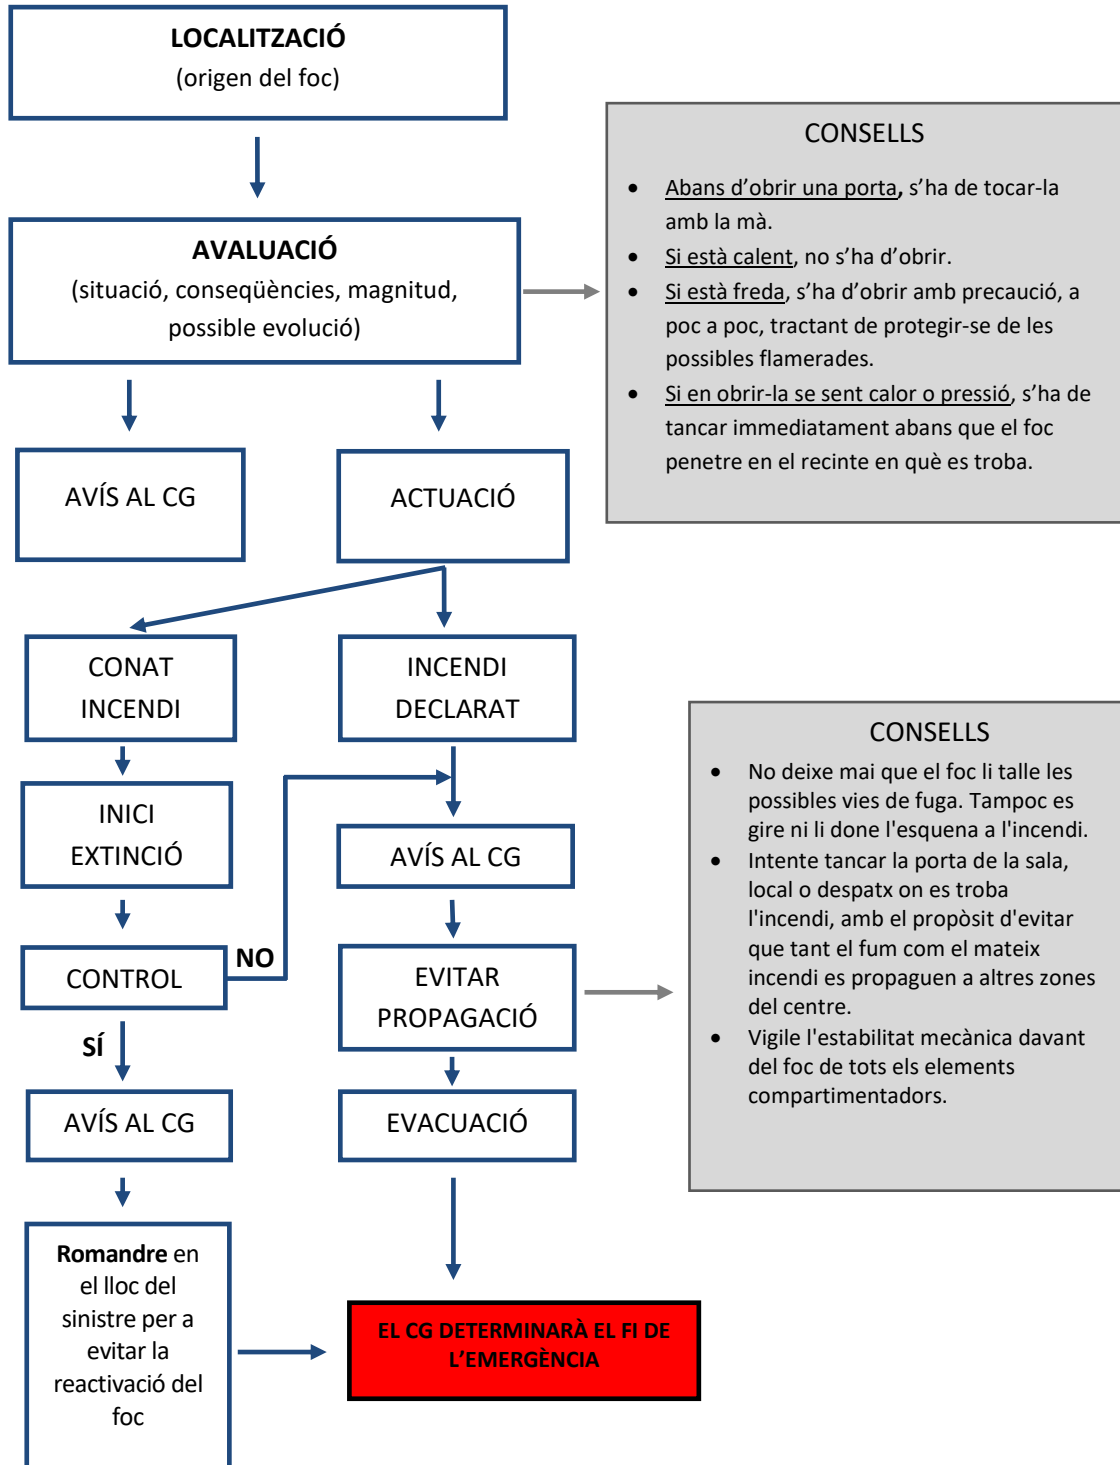 LOCALITZACIÓ
(origen del foc)
CONSELLS
• Abans d’obrir una porta, s’ha de tocar-la
amb la mà.
• Si està calent, no s’ha d’obrir.
• Si està freda, s’ha d’obrir amb precaució, a
poc a poc, tractant de protegir-se de les
possibles flamerades.
• Si en obrir-la se sent calor o pressió, s’ha de
tancar immediatament abans que el foc
penetre en el recinte en què es troba.
AVALUACIÓ
(situació, conseqüències, magnitud,
possible evolució)
AVÍS AL CG
ACTUACIÓ
CONAT
INCENDI
INCENDI
DECLARAT
INICI
EXTINCIÓ
AVÍS AL CG
CONTROL
NO
EVITAR
PROPAGACIÓ
CONSELLS
• No deixe mai que el foc li talle les
possibles vies de fuga. Tampoc es
gire ni li done l'esquena a l'incendi.
• Intente tancar la porta de la sala,
local o despatx on es troba
l'incendi, amb el propòsit d'evitar
que tant el fum com el mateix
incendi es propaguen a altres zones
del centre.
• Vigile l'estabilitat mecànica davant
del foc de tots els elements
compartimentadors.
SÍ
AVÍS AL CG
EVACUACIÓ
Romandre en
el lloc del
sinistre per a
evitar la
reactivació del
foc
EL CG DETERMINARÀ EL FI DE
L’EMERGÈNCIA